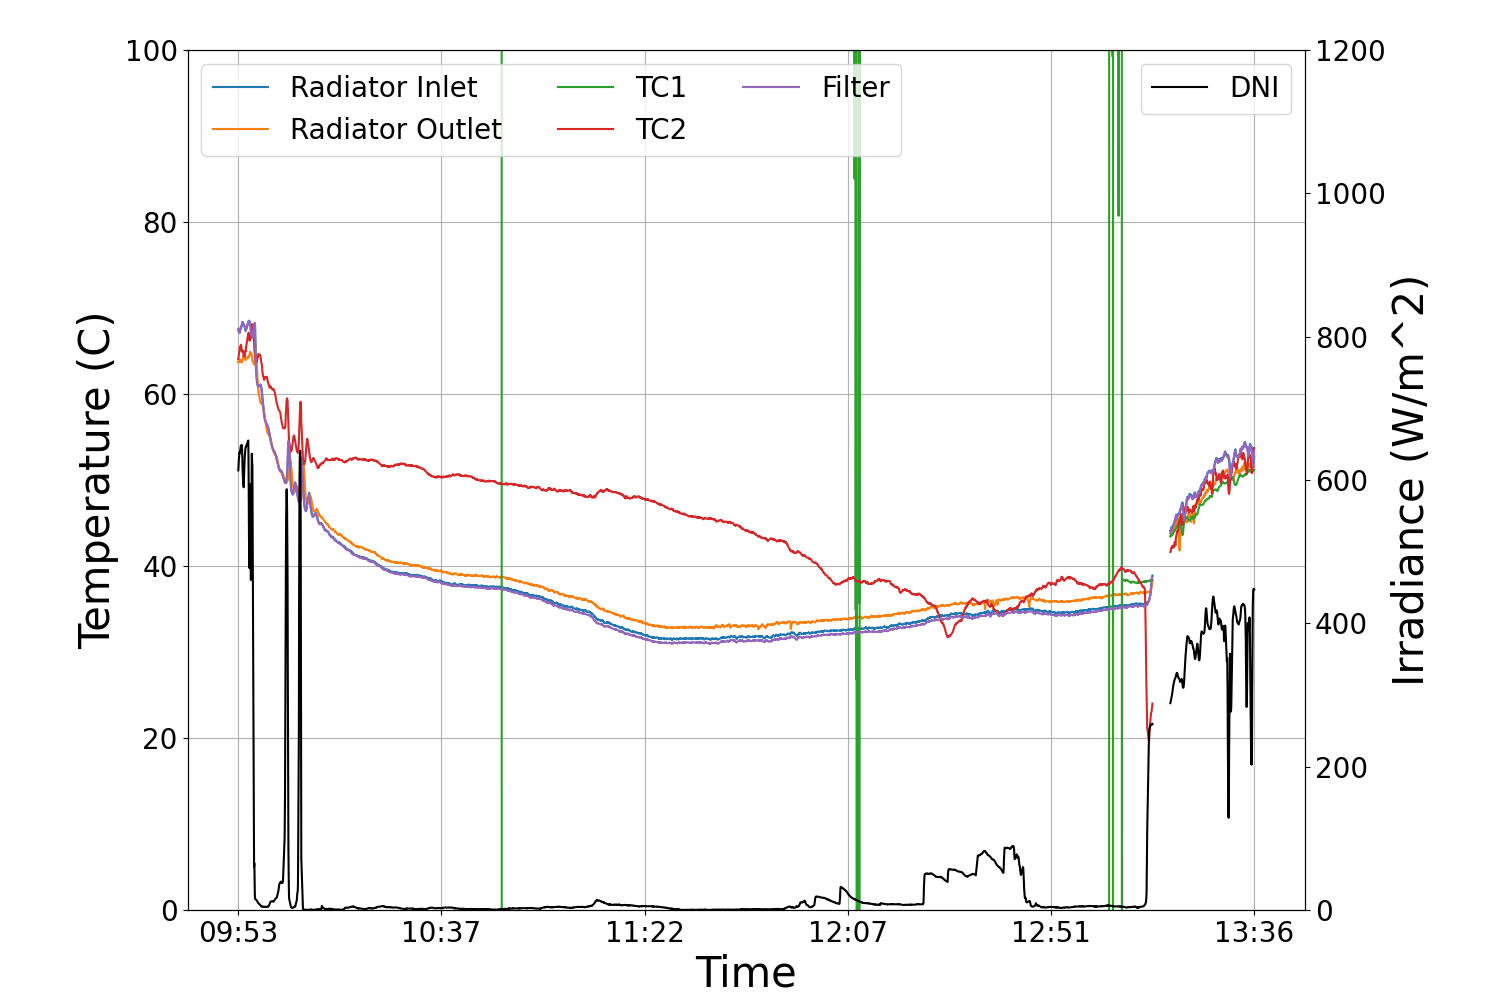 100
80
60
40
20
0
Temperature (C)
Radiator Inlet
Radiator Outlet
TC1
TC2
Filter
DNI
1200
1000
800
600
400
200
0
Irradiance (W/m^2)
09:53 10:37 11:22 12:07 12:51 13:36
Time